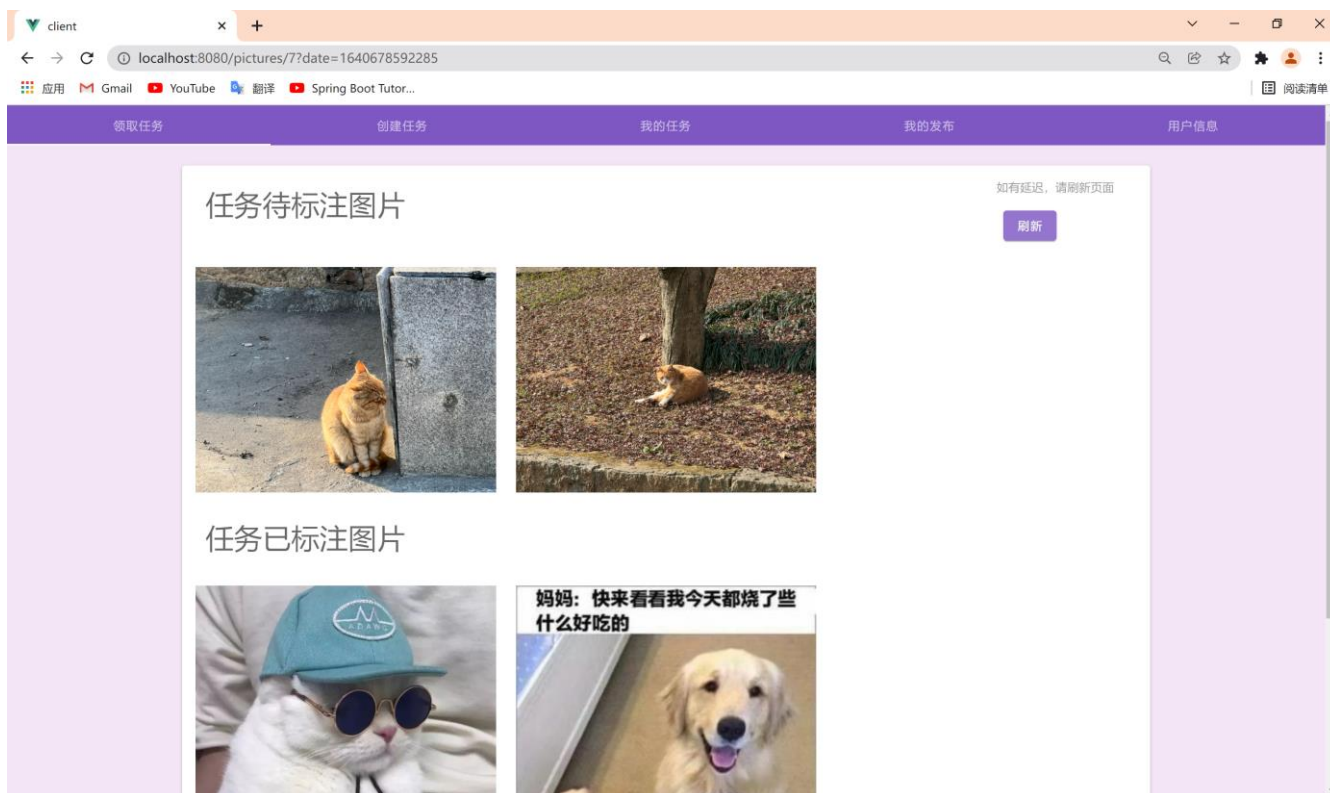 client
localhost:8080/pictures/7?date=1640678592285
应用 Gmail YouTube 翻译 Spring Boot Tutor... 阅读清单
领取任务 创建任务 我的任务 我的发布 用户信息
如有延迟，请刷新页面
任务待标注图片
刷新
任务已标注图片
妈妈：快来看看我今天都烧了些
什么好吃的